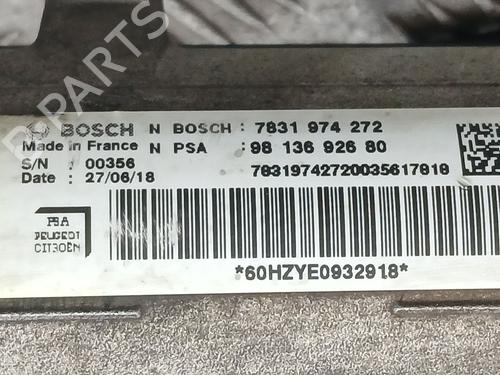 BOSCH N BOSCH : 7831 974 272
Made in France N PSA : 98 136 926 80
S/N : 00356
Date : 27/06/18 78319742720035617818
PSA
PEUGEOT
CITROËN
*60HZYE0932918*
B-PARTS